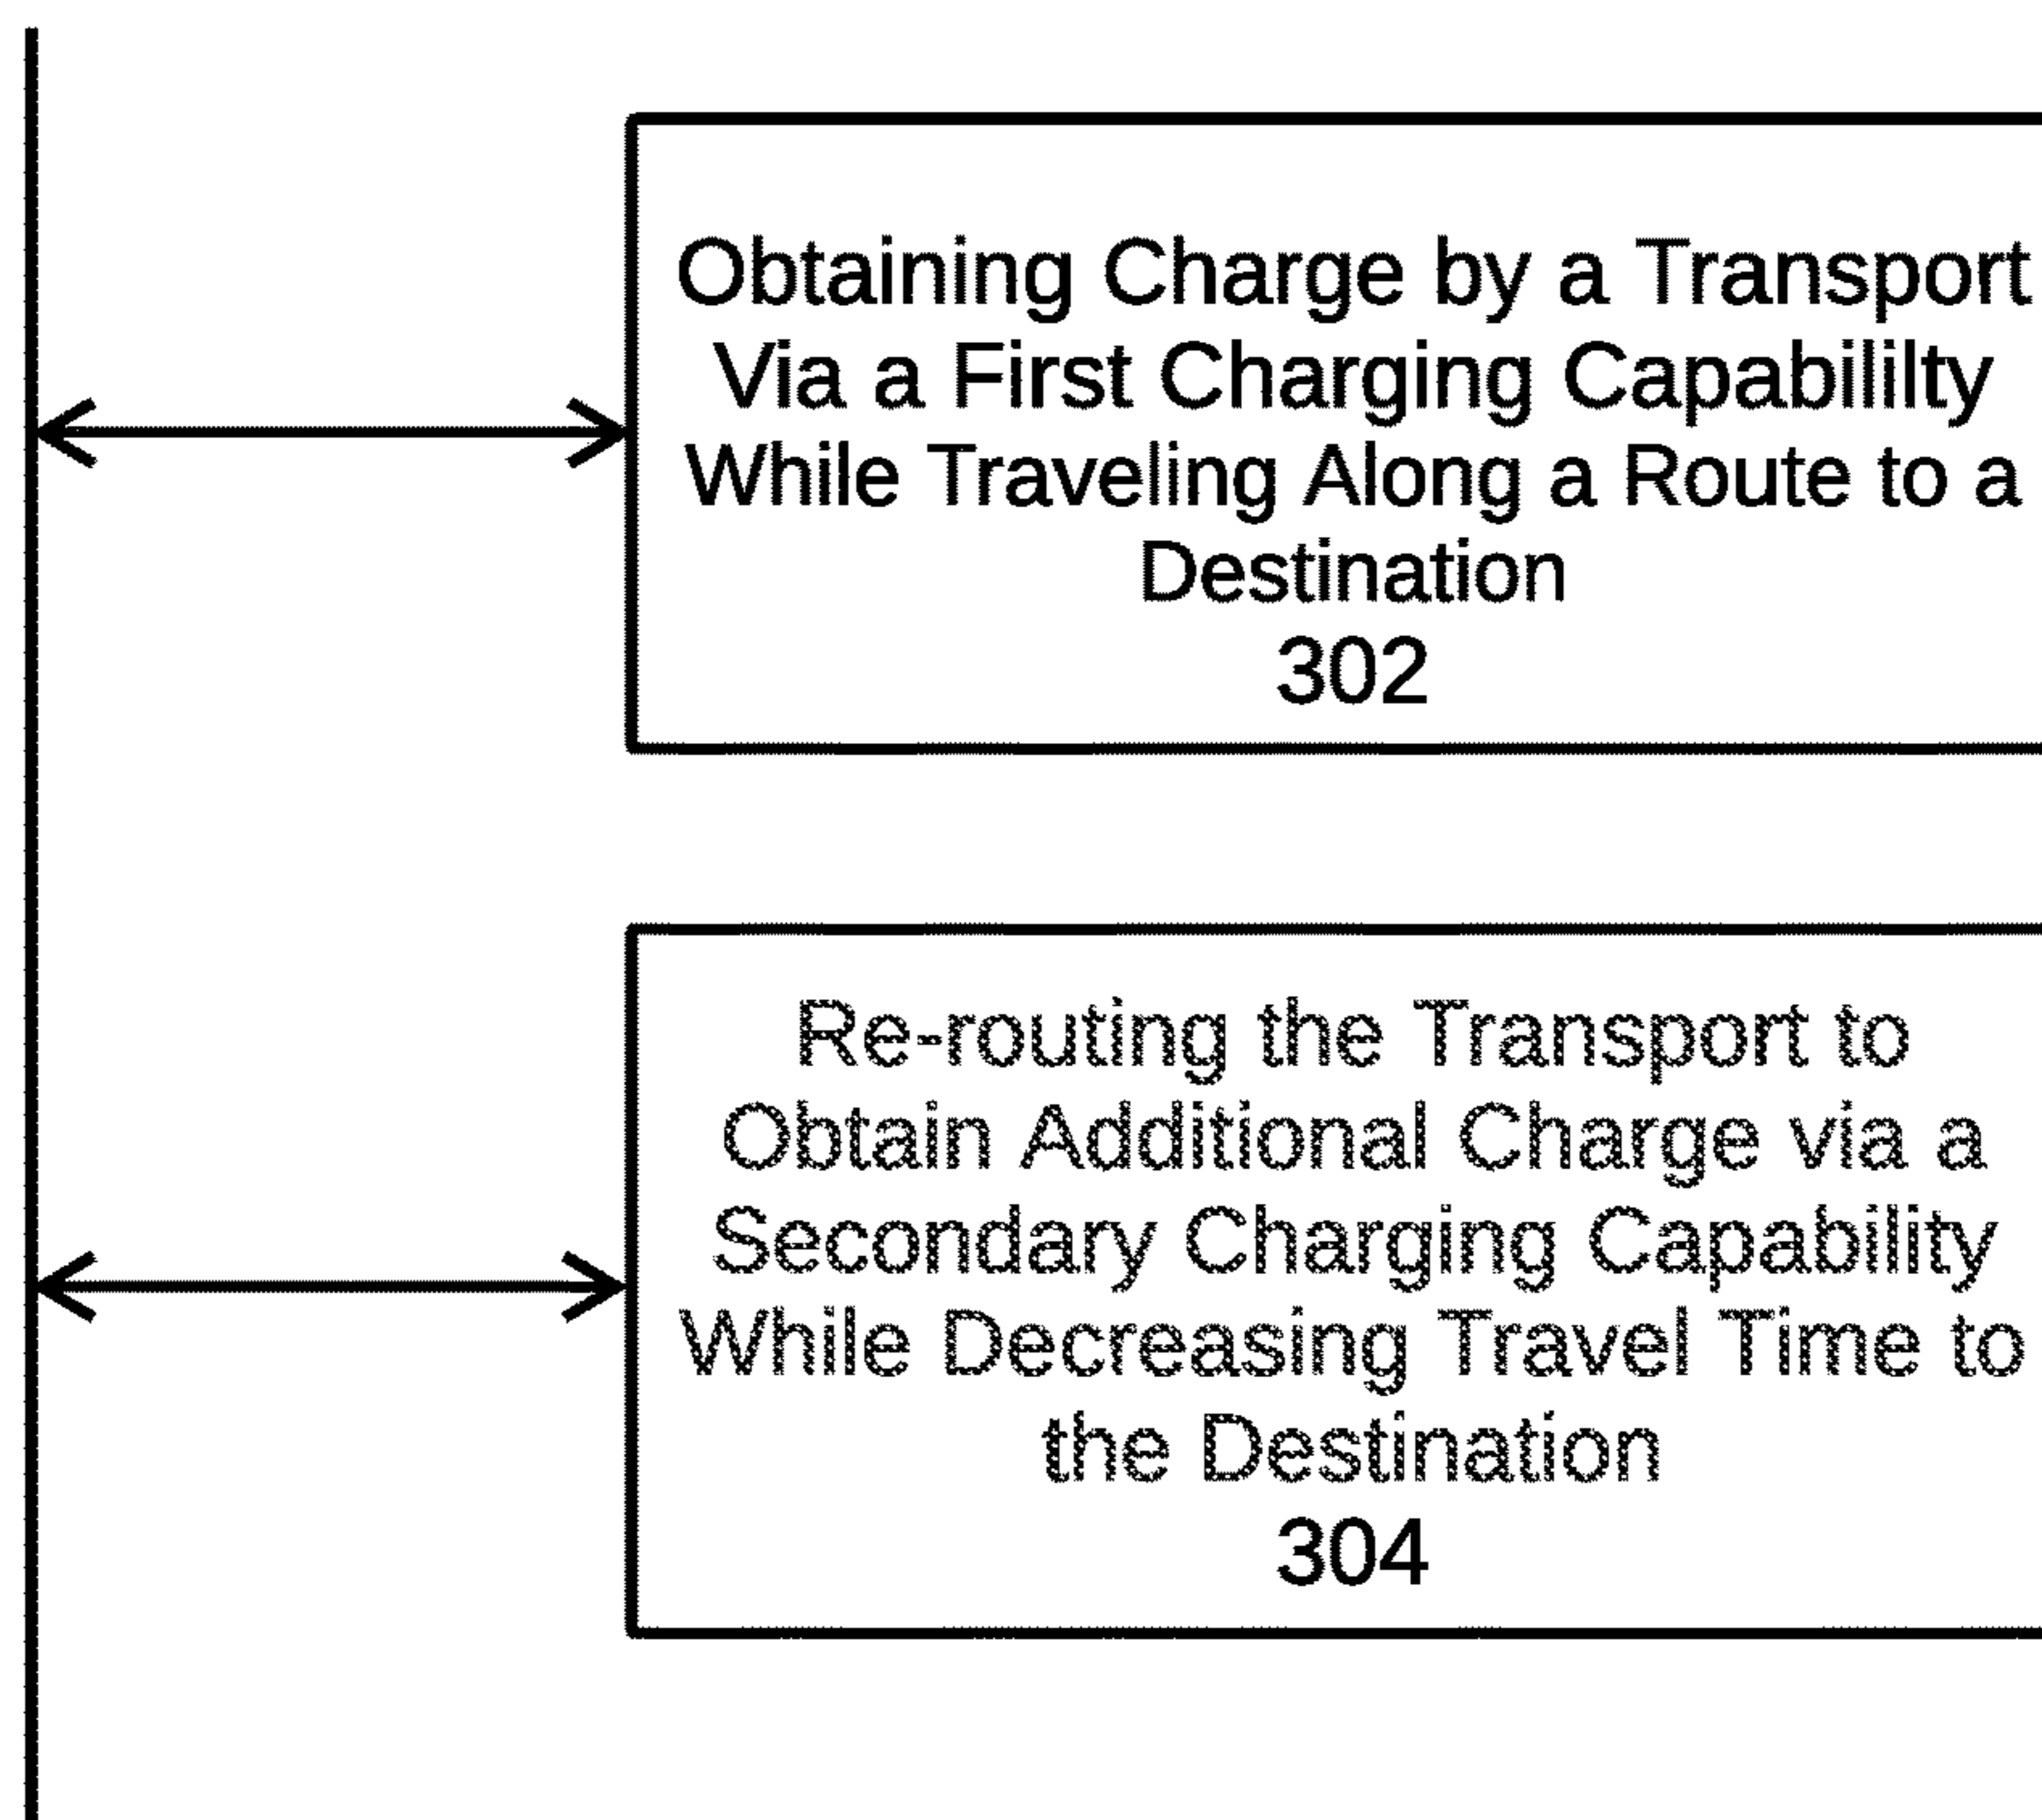 Obtaining Charge by a Transport
Via a First Charging Capabililty
While Traveling Along a Route to a
Destination
302
Re-routing the Transport to
Obtain Additional Charge via a
Secondary Charging Capability
While Decreasing Travel Time to
the Destination
304